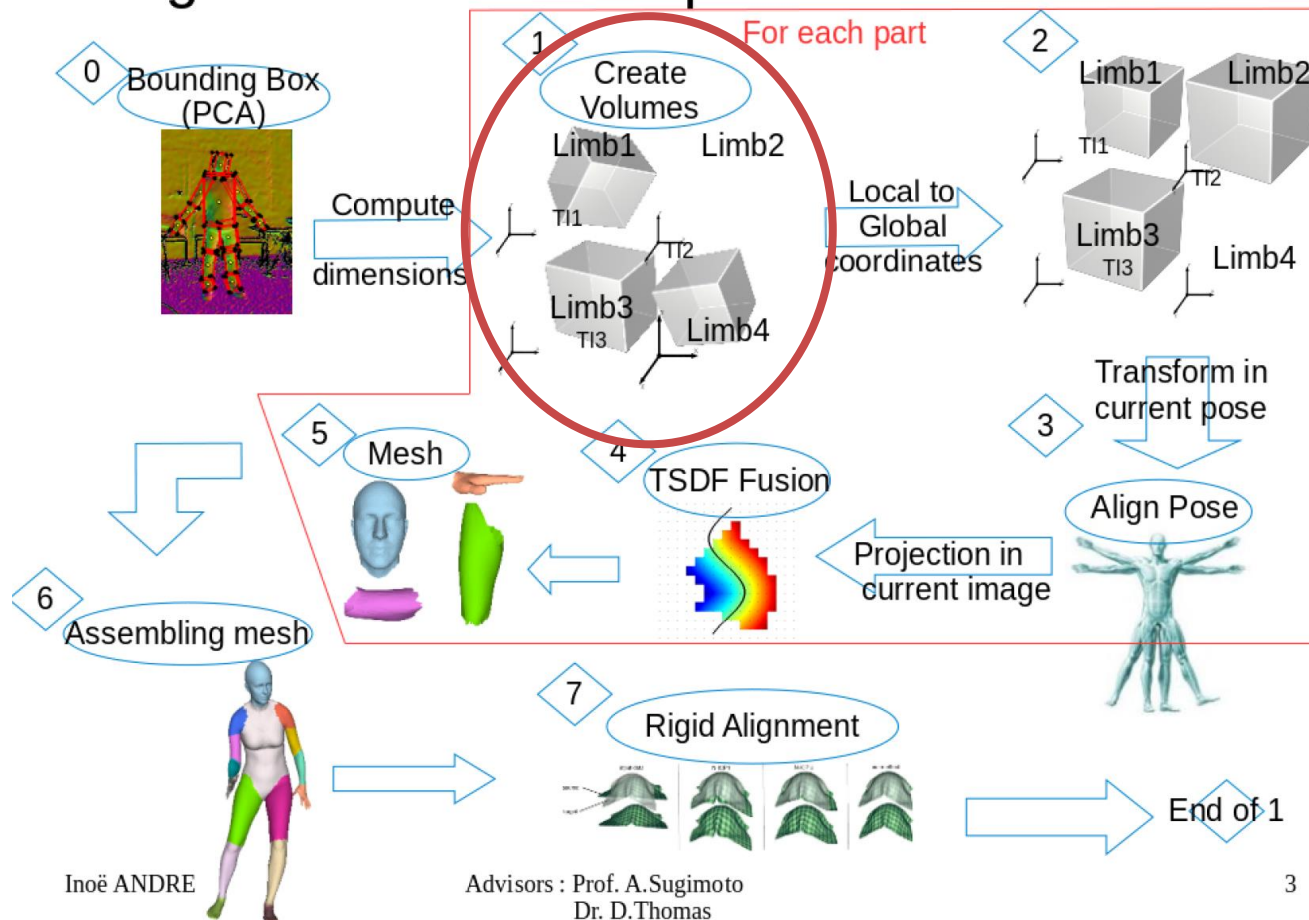 For each part
0
Bounding Box
(PCA)
Compute
dimensions
1
Create
Volumes
Limb1
Limb2
Tl1
Tl2
Limb3
Tl3
Limb4
Local to
Global
coordinates
2
Limb1
Limb2
Tl1
Tl2
Limb3
Tl3
Limb4
Transform in
current pose
3
Align Pose
Projection in
current image
4
TSDF Fusion
5
Mesh
6
Assembling mesh
7
Rigid Alignment
End of 1
Inoë ANDRE
Advisors : Prof. A.Sugimoto
Dr. D.Thomas
3